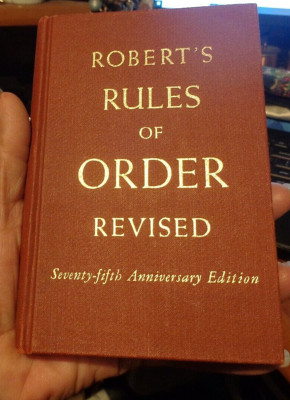 ROBERT'S
RULES
OF
ORDER
REVISED
Seventy-fifth Anniversary Edition